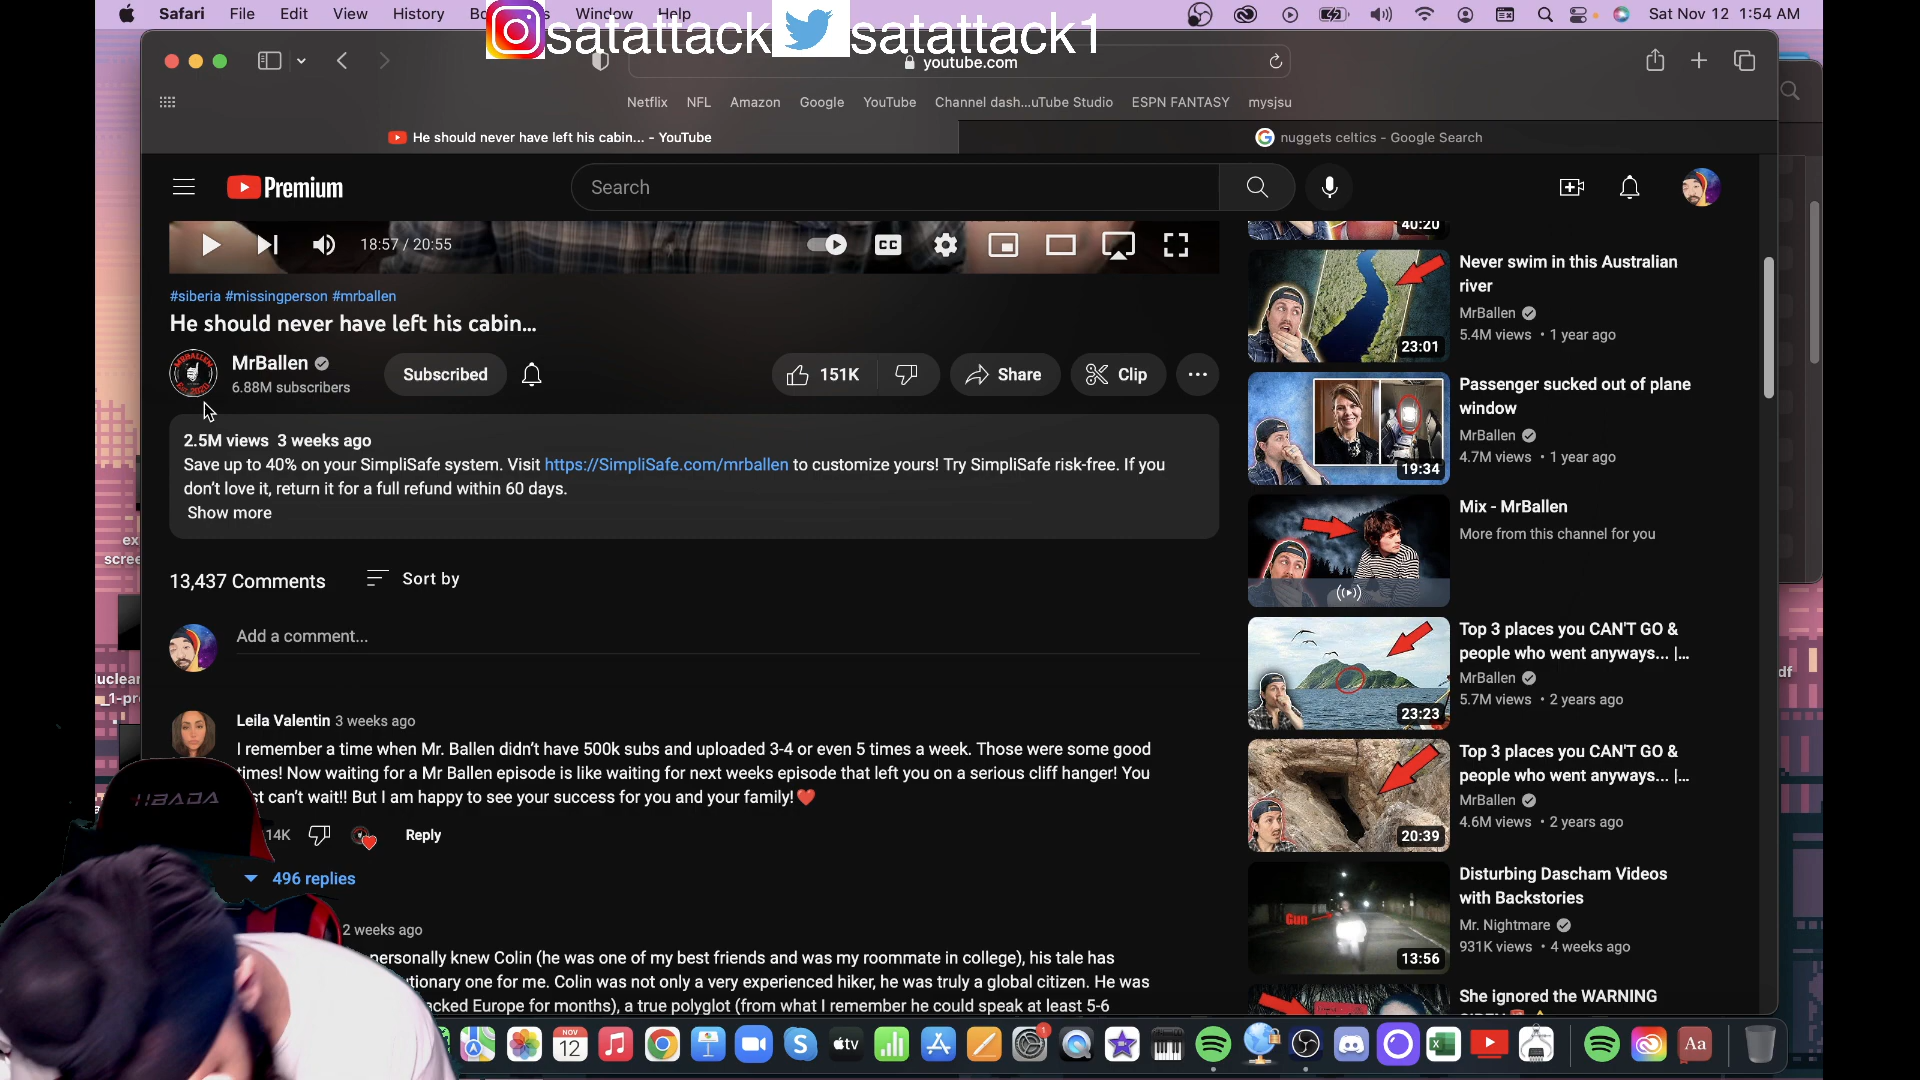 Safari File Edit View History Window Help
Sat Nov 12 1:54 AM
satattack satattack1
youtube.com
Netflix NFL Amazon Google YouTube Channel dash...uTube Studio ESPN FANTASY mysjsu
He should never have left his cabin... - YouTube
nuggets celtics - Google Search
Premium
Search
18:57 / 20:55
CC
#siberia #missingperson #mrballen
He should never have left his cabin...
MrBallen
6.88M subscribers
Subscribed
151K
Share
Clip
2.5M views 3 weeks ago
Save up to 40% on your SimpliSafe system. Visit https://SimpliSafe.com/mrballen to customize yours! Try SimpliSafe risk-free. If you
don't love it, return it for a full refund within 60 days.
Show more
13,437 Comments
Sort by
Add a comment...
Leila Valentin 3 weeks ago
I remember a time when Mr. Ballen didn't have 500k subs and uploaded 3-4 or even 5 times a week. Those were some good
times! Now waiting for a Mr Ballen episode is like waiting for next weeks episode that left you on a serious cliff hanger! You
st can't wait!! But I am happy to see your success for you and your family!❤️
14K
Reply
496 replies
2 weeks ago
personally knew Colin (he was one of my best friends and was my roommate in college), his tale has
tionary one for me. Colin was not only a very experienced hiker, he was truly a global citizen. He was
acked Europe for months), a true polyglot (from what I remember he could speak at least 5-6
40:20
Never swim in this Australian
river
MrBallen
5.4M views • 1 year ago
23:01
Passenger sucked out of plane
window
MrBallen
4.7M views • 1 year ago
19:34
Mix - MrBallen
More from this channel for you
Top 3 places you CAN'T GO &
people who went anyways... |...
MrBallen
5.7M views • 2 years ago
23:23
Top 3 places you CAN'T GO &
people who went anyways... |...
MrBallen
4.6M views • 2 years ago
20:39
Disturbing Dascham Videos
with Backstories
Mr. Nightmare
931K views • 4 weeks ago
Gun
13:56
She ignored the WARNING
ex
scree
uclear
_1-pr
df
NOV
12
tv
1
Aa